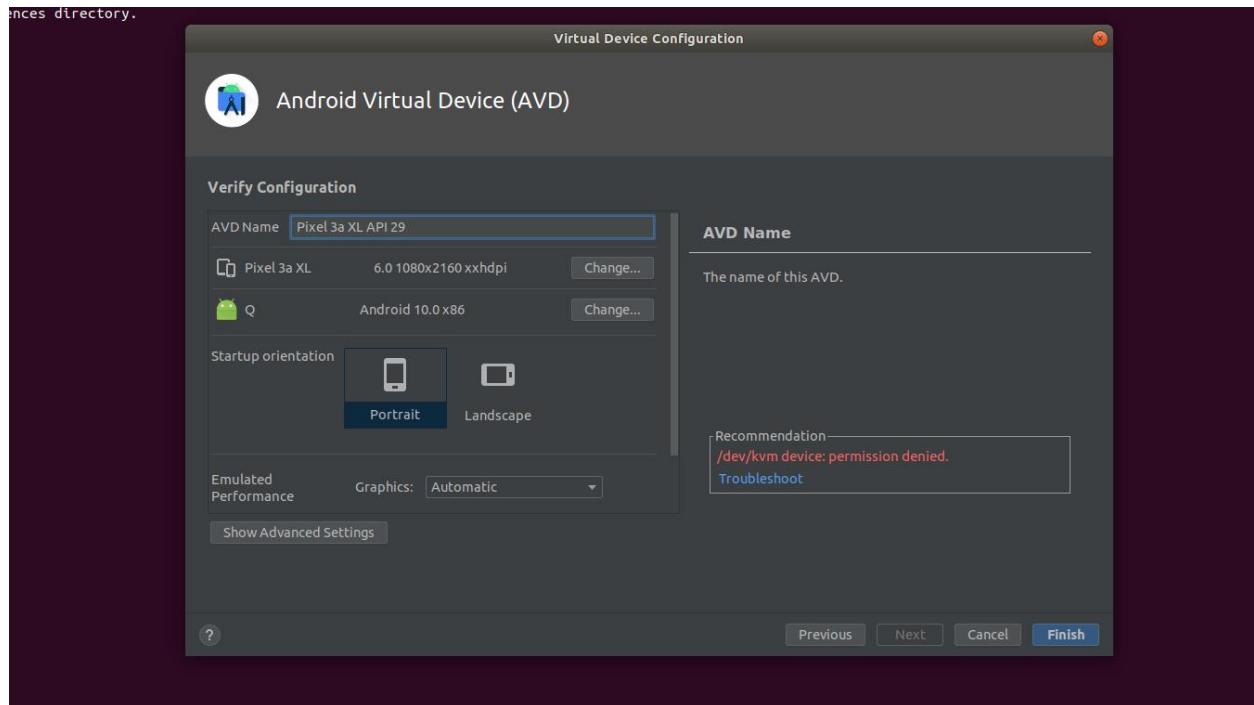 ences directory.
Virtual Device Configuration
Android Virtual Device (AVD)
Verify Configuration
AVD Name Pixel 3a XL API 29
Pixel 3a XL 6.0 1080x2160 xxhdpi Change...
Q Android 10.0 x86 Change...
Startup orientation
Portrait Landscape
Emulated
Performance
Graphics: Automatic
Show Advanced Settings
AVD Name
The name of this AVD.
Recommendation
/dev/kvm device: permission denied.
Troubleshoot
? Previous Next Cancel Finish